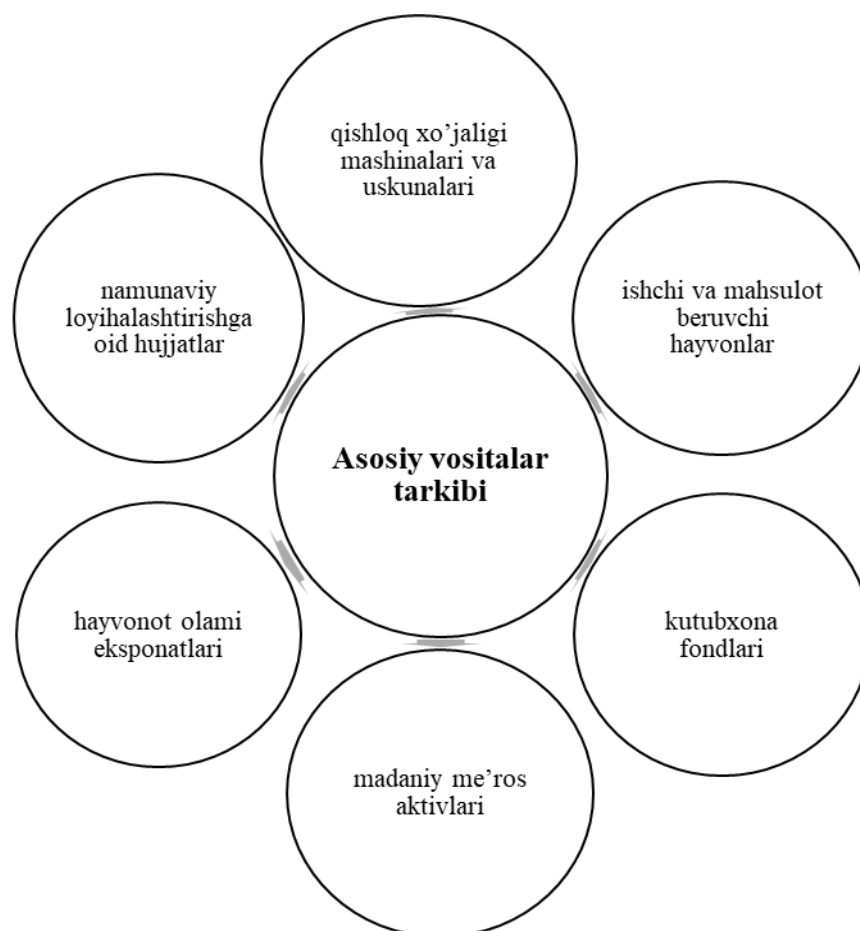 qishloq xo’jaligi
mashinalari va
uskunalari
namunaviy
loyihalashtirishga
oid hujjatlar
ishchi va mahsulot
beruvchi
hayvonlar
Asosiy vositalar
tarkibi
hayvonot olami
eksponatlari
kutubxona
fondlari
madaniy me’ros
aktivlari